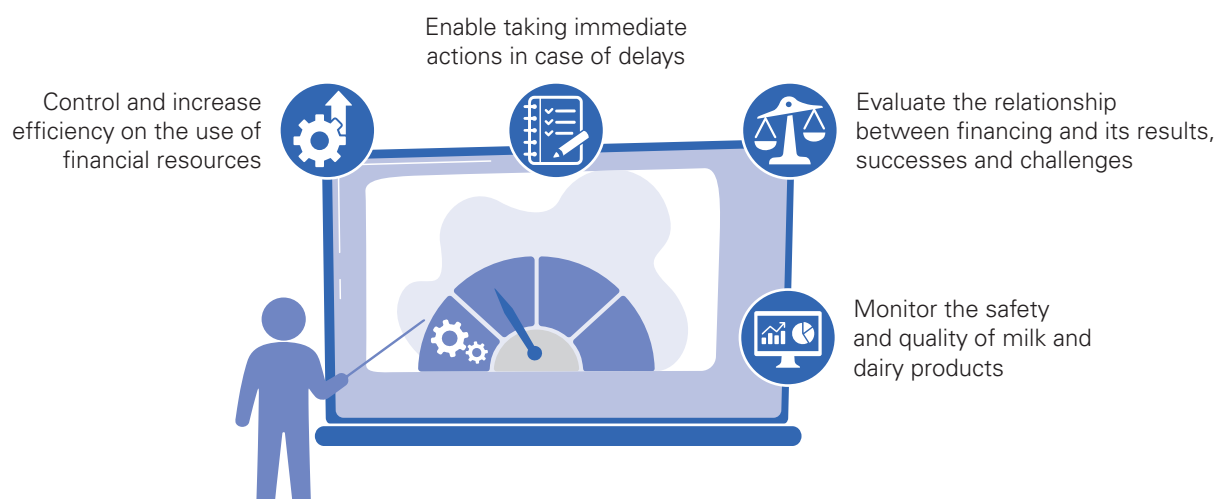 Enable taking immediate
actions in case of delays
Control and increase
efficiency on the use of
financial resources
Evaluate the relationship
between financing and its results,
successes and challenges
Monitor the safety
and quality of milk and
dairy products